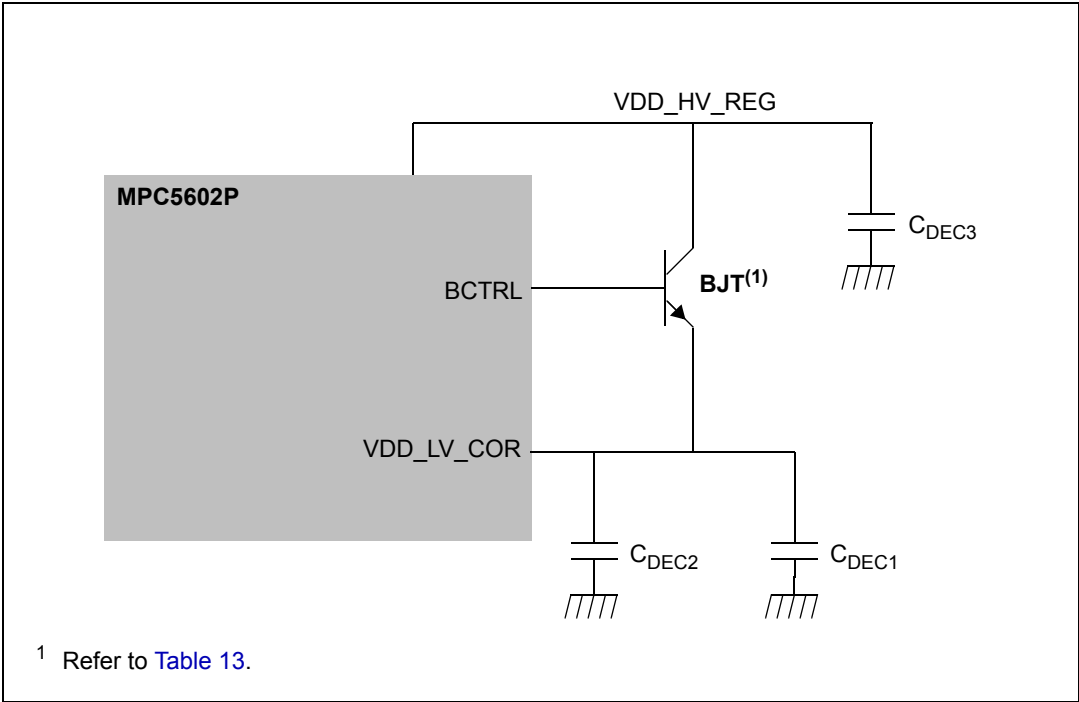 VDD_HV_REG
MPC5602P
CDEC3
BJT(1)
BCTRL
VDD_LV_COR
CDEC2
CDEC1
1 Refer to Table 13.